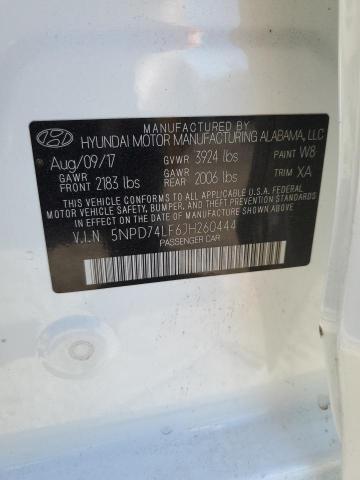 MANUFACTURED BY
HYUNDAI MOTOR MANUFACTURING ALABAMA, LLC
Aug/09/17 GVWR 3924 lbs PAINT W8
GAWR FRONT 2183 lbs GAWR REAR 2006 lbs TRIM XA
THIS VEHICLE CONFORMS TO ALL APPLICABLE U.S.A. FEDERAL
MOTOR VEHICLE SAFETY, BUMPER, AND THEFT PREVENTION
STANDARDS IN EFFECT ON THE DATE OF MANUFACTURE SHOWN ABOVE.
V.I.N 5NPD74LF6JH260444
PASSENGER CAR